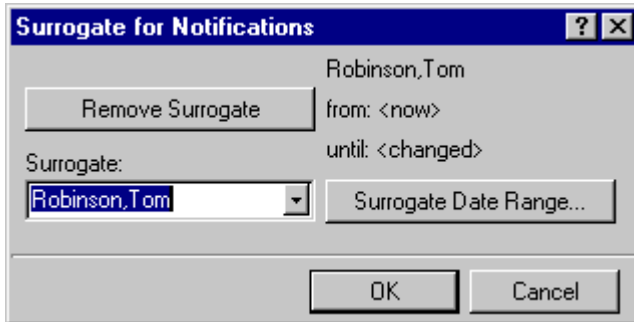 Surrogate for Notifications
Robinson,Tom
Remove Surrogate
from: <now>
until: <changed>
Surrogate:
Robinson,Tom
Surrogate Date Range...
OK
Cancel